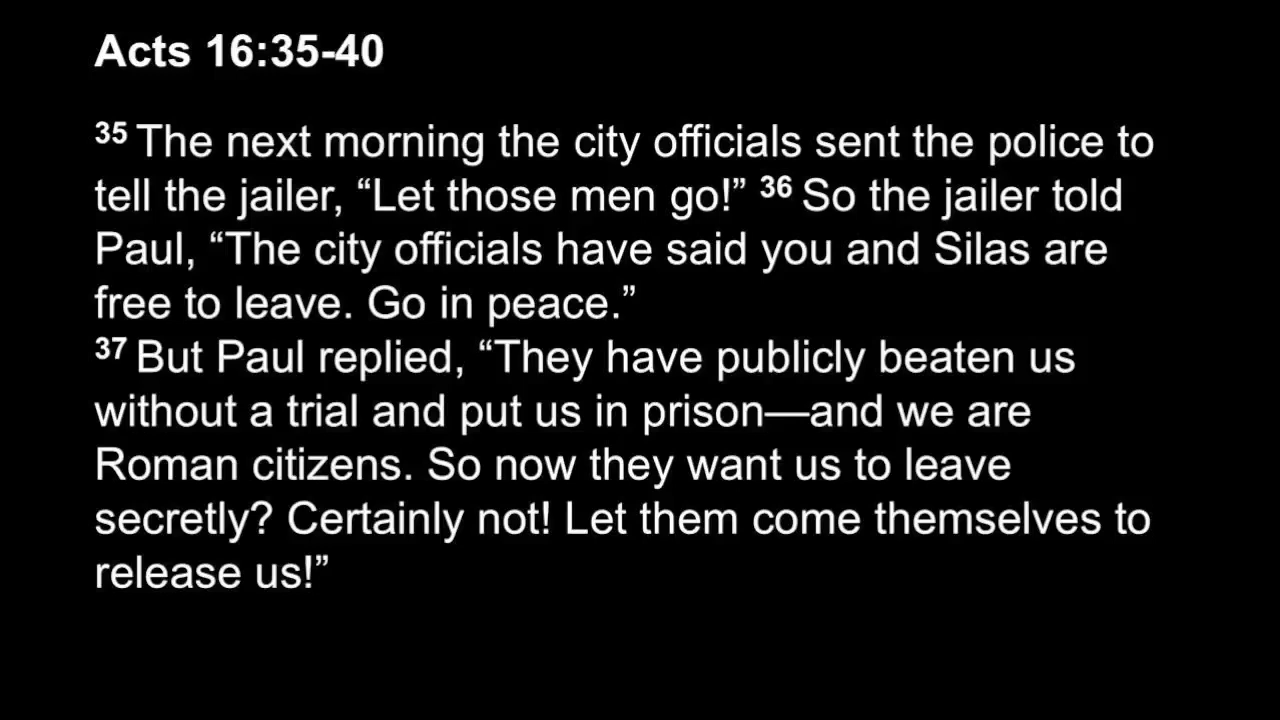 Acts 16:35-40
35 The next morning the city officials sent the police to
tell the jailer, “Let those men go!” 36 So the jailer told
Paul, “The city officials have said you and Silas are
free to leave. Go in peace.”
37 But Paul replied, “They have publicly beaten us
without a trial and put us in prison—and we are
Roman citizens. So now they want us to leave
secretly? Certainly not! Let them come themselves to
release us!”